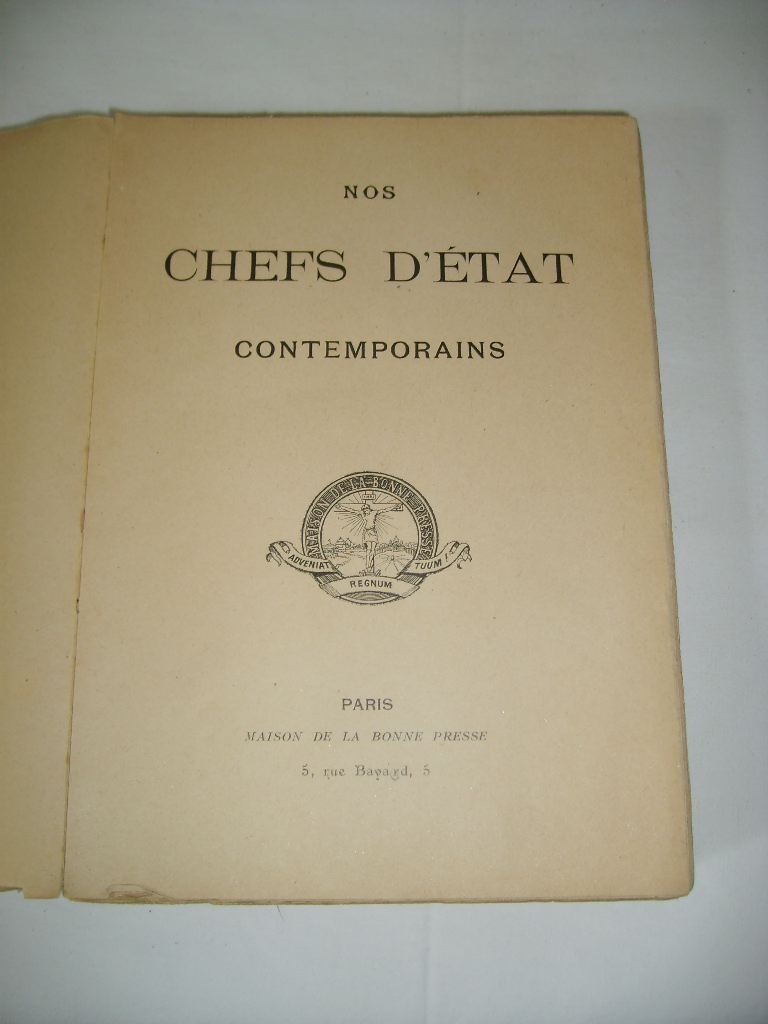 NOS
CHEFS D'ÉTAT
CONTEMPORAINS
MAISON DE LA BONNE PRESSE
ADVENIAT REGNUM TUUM !
PARIS
MAISON DE LA BONNE PRESSE
5, rue Bayard, 5